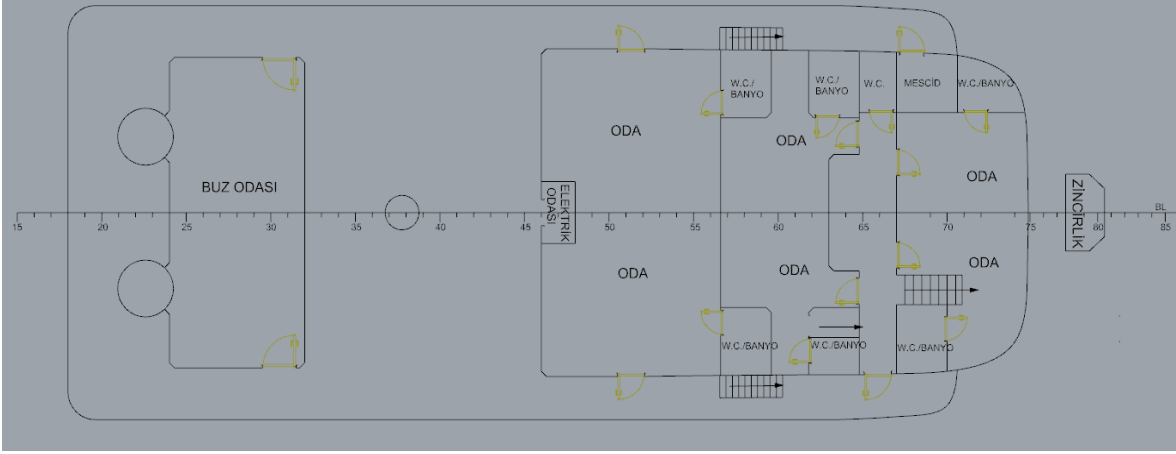 W.C./
BANYO
W.C./
BANYO
W.C.
MESCİD
W.C./BANYO
ODA
ODA
ODA
BUZ ODASI
ELEKTRİK
ODASI
ZİNCİRLİK
BL
15
20
25
30
35
40
45
50
55
60
65
70
75
80
85
ODA
ODA
ODA
W.C./BANYO
W.C./BANYO
W.C./BANYO